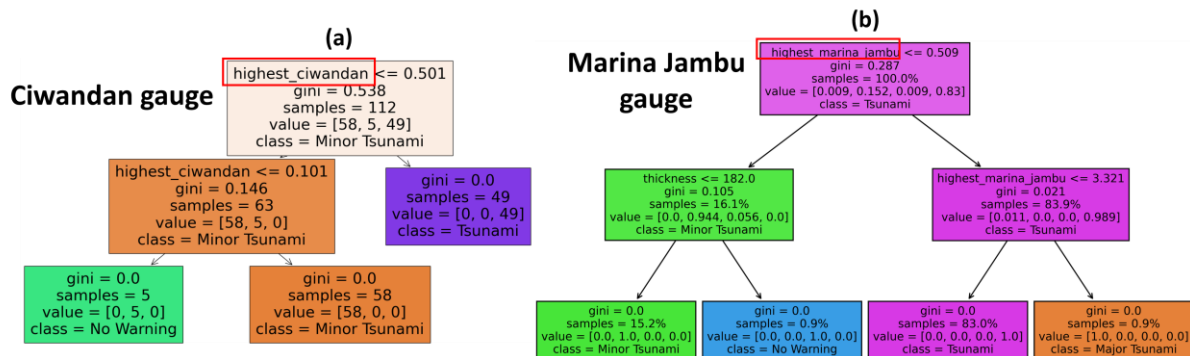 (a)
Ciwandan gauge
highest_ciwandan <= 0.501
gini = 0.538
samples = 112
value = [58, 5, 49]
class = Minor Tsunami
highest_ciwandan <= 0.101
gini = 0.146
samples = 63
value = [58, 5, 0]
class = Minor Tsunami
gini = 0.0
samples = 49
value = [0, 0, 49]
class = Tsunami
gini = 0.0
samples = 5
value = [0, 5, 0]
class = No Warning
gini = 0.0
samples = 58
value = [58, 0, 0]
class = Minor Tsunami
(b)
Marina Jambu
gauge
highest_marina_jambu <= 0.509
gini = 0.287
samples = 100.0%
value = [0.009, 0.152, 0.009, 0.83]
class = Tsunami
thickness <= 182.0
gini = 0.105
samples = 16.1%
value = [0.0, 0.944, 0.056, 0.0]
class = Minor Tsunami
highest_marina_jambu <= 3.321
gini = 0.021
samples = 83.9%
value = [0.011, 0.0, 0.0, 0.989]
class = Tsunami
gini = 0.0
samples = 15.2%
value = [0.0, 1.0, 0.0, 0.0]
class = Minor Tsunami
gini = 0.0
samples = 0.9%
value = [0.0, 0.0, 1.0, 0.0]
class = No Warning
gini = 0.0
samples = 83.0%
value = [0.0, 0.0, 0.0, 1.0]
class = Tsunami
gini = 0.0
samples = 0.9%
value = [1.0, 0.0, 0.0, 0.0]
class = Major Tsunami